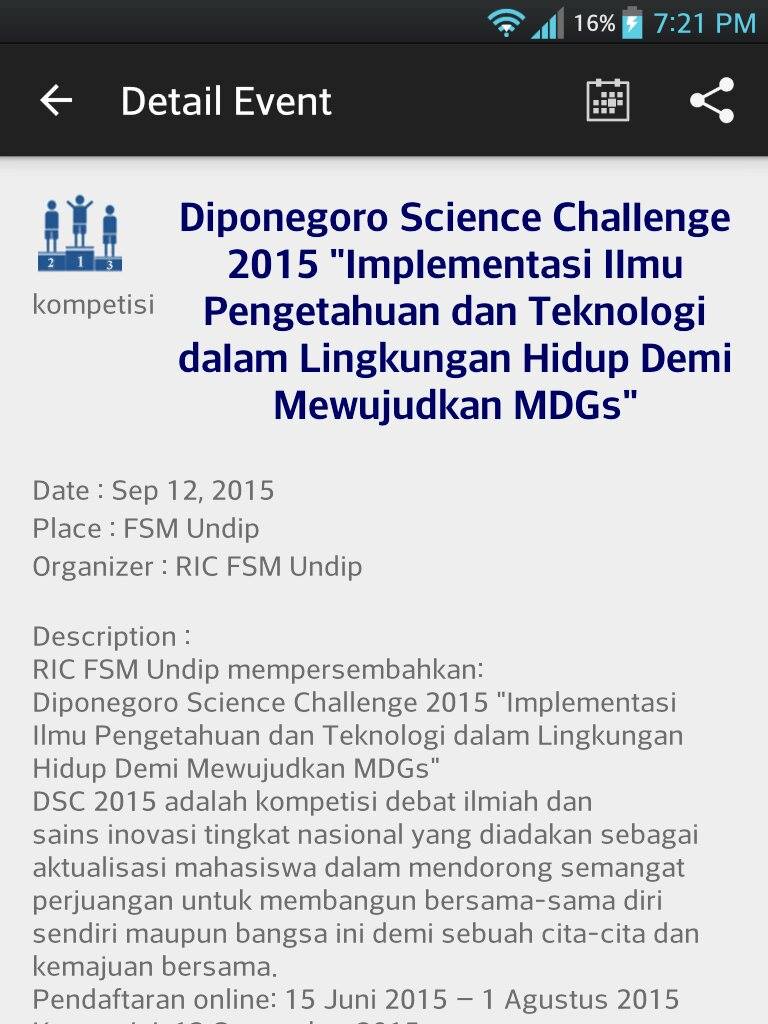 16% 7:21 PM
Detail Event
Diponegoro Science Challenge
2015 "Implementasi Ilmu
Pengetahuan dan Teknologi
dalam Lingkungan Hidup Demi
Mewujudkan MDGs"
2 1 3
kompetisi
Date : Sep 12, 2015
Place : FSM Undip
Organizer : RIC FSM Undip
Description :
RIC FSM Undip mempersembahkan:
Diponegoro Science Challenge 2015 "Implementasi
Ilmu Pengetahuan dan Teknologi dalam Lingkungan
Hidup Demi Mewujudkan MDGs"
DSC 2015 adalah kompetisi debat ilmiah dan
sains inovasi tingkat nasional yang diadakan sebagai
aktualisasi mahasiswa dalam mendorong semangat
perjuangan untuk membangun bersama-sama diri
sendiri maupun bangsa ini demi sebuah cita-cita dan
kemajuan bersama.
Pendaftaran online: 15 Juni 2015 – 1 Agustus 2015